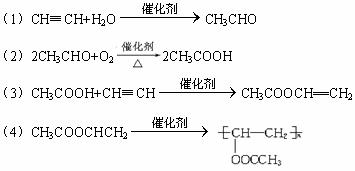 （1） CH≡CH+H₂O 催化剂→ CH₃CHO
（2） 2CH₃CHO+O₂ 催化剂→△ 2CH₃COOH
（3） CH₃COOH+CH≡CH 催化剂→ CH₃COOCH=CH₂
（4） CH₃COOCHCH₂ 催化剂→ ⁅CH—CH₂⁆ₙ
OOCCH₃